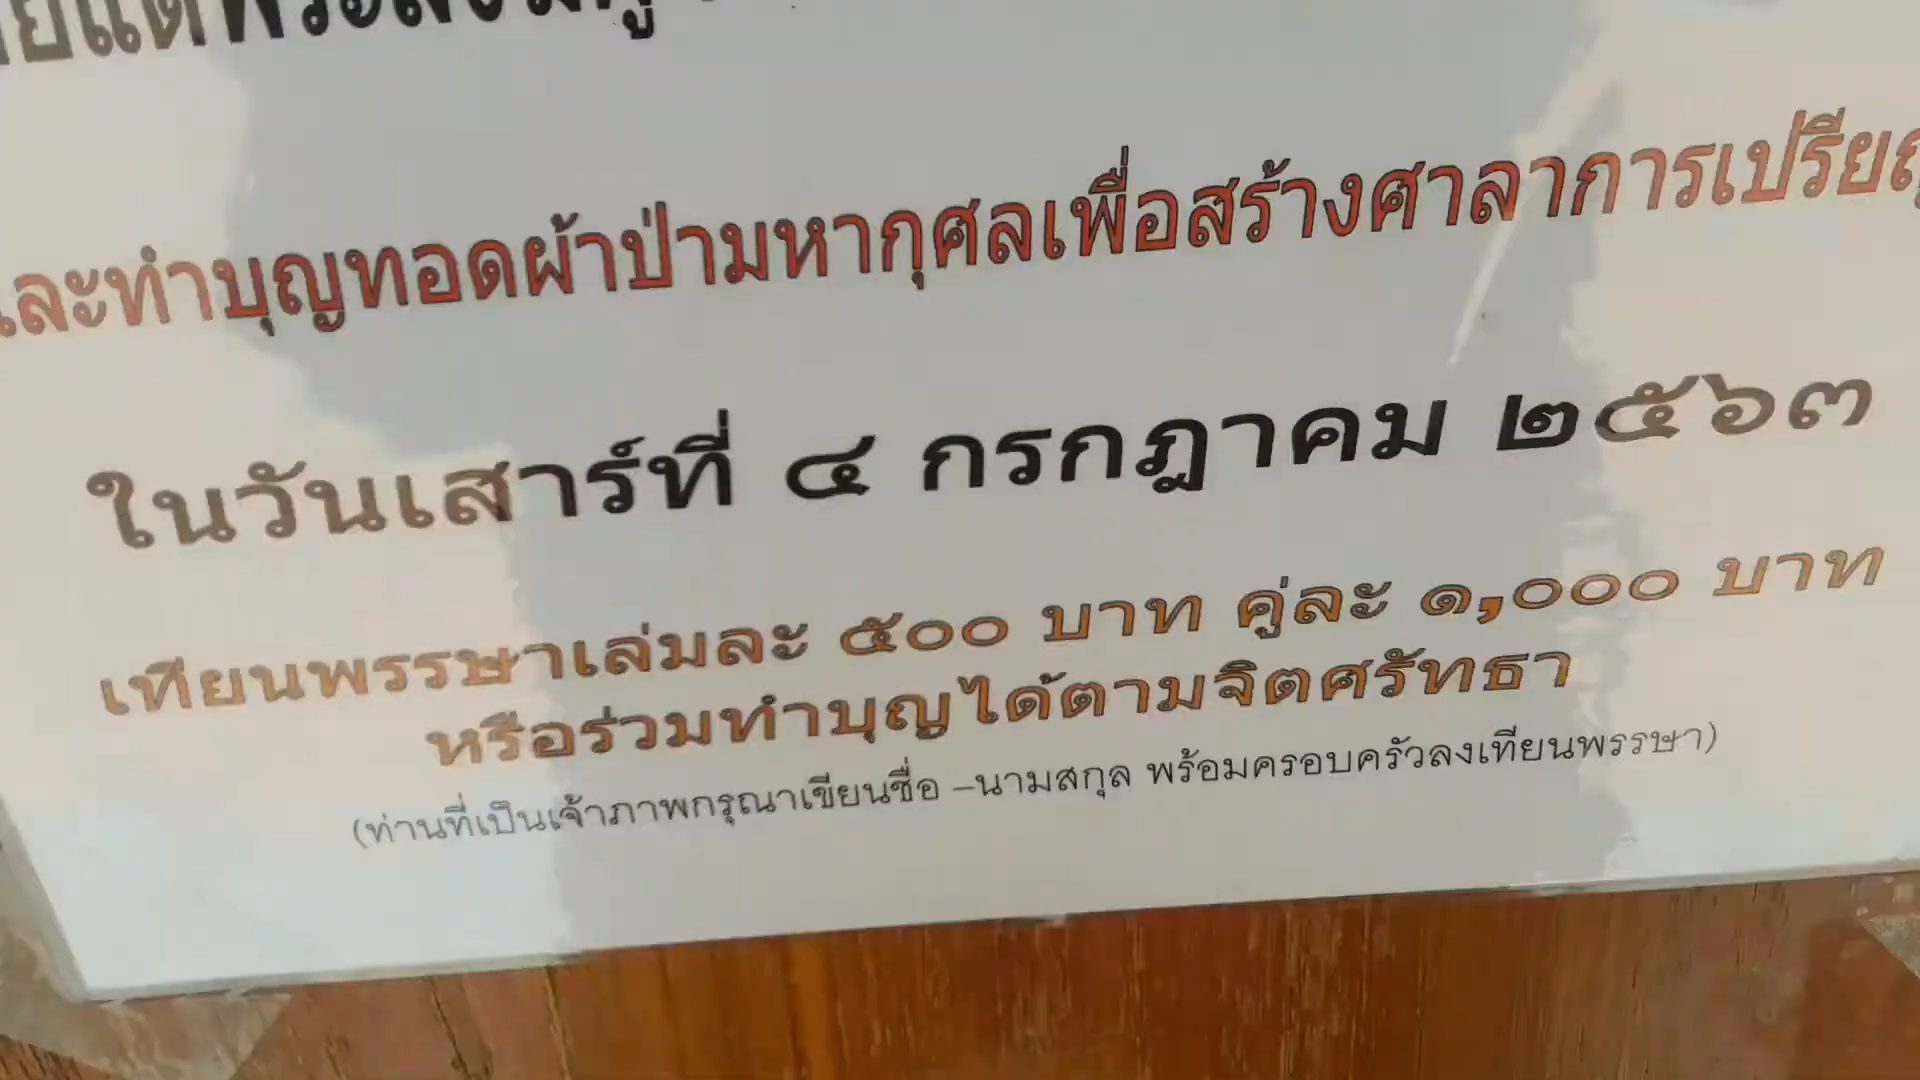 และทำบุญทอดผ้าป่ามหากุศลเพื่อสร้างศาลาการเปรียญ
ในวันเสาร์ที่ ๔ กรกฎาคม ๒๕๖๓
เทียนพรรษาเล่มละ ๕๐๐ บาท คู่ละ ๑,๐๐๐ บาท
หรือร่วมทำบุญได้ตามจิตศรัทธา
(ท่านที่เป็นเจ้าภาพกรุณาเขียนชื่อ –นามสกุล พร้อมครอบครัวลงเทียนพรรษา)